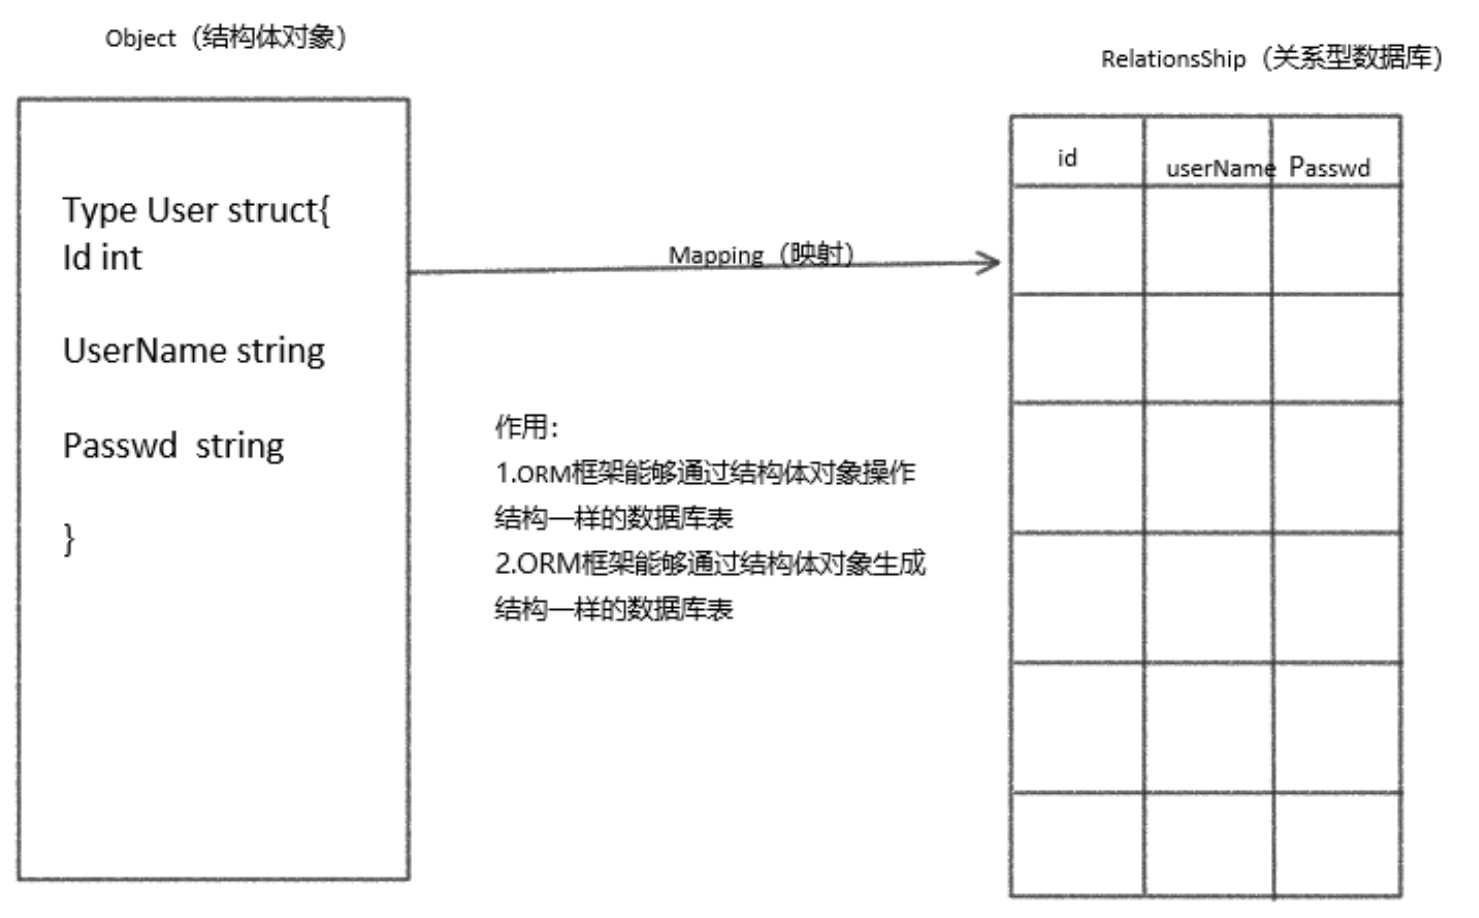 Object（结构体对象）
RelationsShip（关系型数据库）
Type User struct{
Id int
UserName string
Passwd  string
}
Mapping（映射）
作用：
1.ORM框架能够通过结构体对象操作
结构一样的数据库表
2.ORM框架能够通过结构体对象生成
结构一样的数据库表
id
userName
Passwd